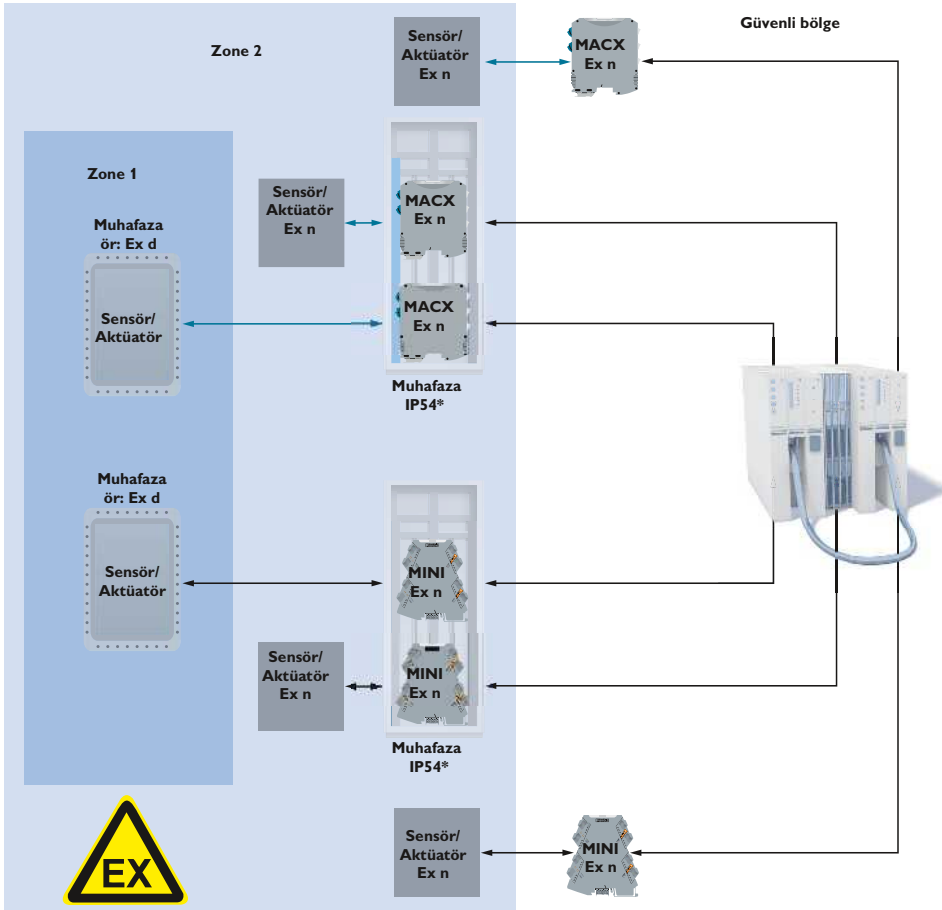 Güvenli bölge
Zone 2
Sensör/
Aktüatör
Ex n
MACX
Ex n
Zone 1
Muhafaza
ör: Ex d
Sensör/
Aktüatör
Sensör/
Aktüatör
Ex n
MACX
Ex n
MACX
Ex n
Muhafaza
IP54*
Muhafaza
ör: Ex d
Sensör/
Aktüatör
MINI
Ex n
Sensör/
Aktüatör
Ex n
MINI
Ex n
Muhafaza
IP54*
Sensör/
Aktüatör
Ex n
MINI
Ex n
EX